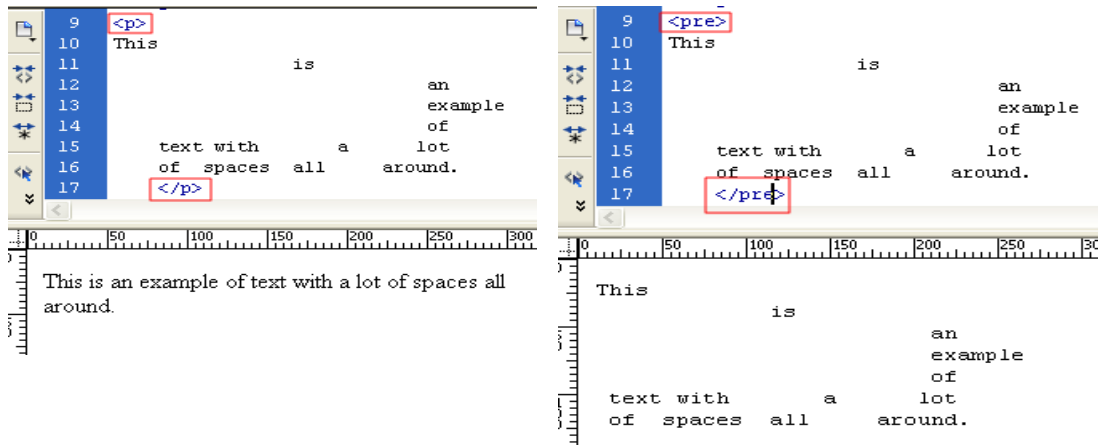 9 <p>
10 This
11 is
12 an
13 example
14 of
15 text with a lot
16 of spaces all around.
17 </p>
0 50 100 150 200 250 300
This is an example of text with a lot of spaces all
around.
9 <pre>
10 This
11 is
12 an
13 example
14 of
15 text with a lot
16 of spaces all around.
17 </pre>
0 50 100 150 200 250
This
is
an
example
of
text with a lot
of spaces all around.